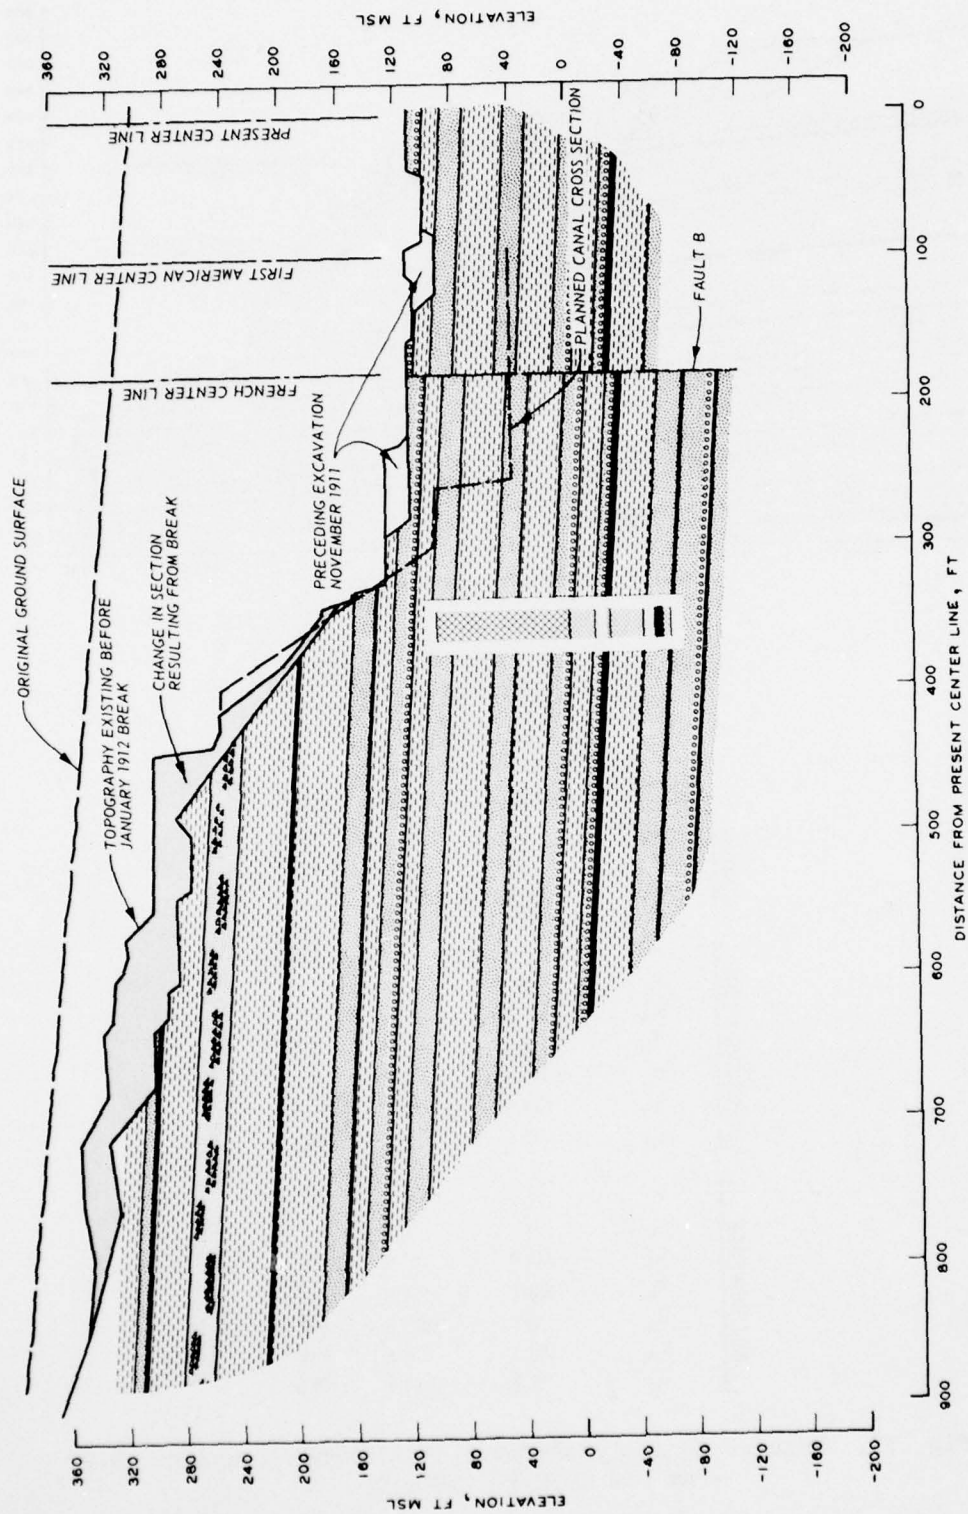 ELEVATION, FT MSL
360
320
280
240
200
160
120
80
40
0
-40
-80
-120
-160
-200
ORIGINAL GROUND SURFACE
TOPOGRAPHY EXISTING BEFORE
JANUARY 1912 BREAK
CHANGE IN SECTION
RESULTING FROM BREAK
PRECEDING EXCAVATION
NOVEMBER 1911
FRENCH CENTER LINE
FIRST AMERICAN CENTER LINE
PRESENT CENTER LINE
PLANNED CANAL CROSS SECTION
FAULT B
360
320
280
240
200
160
120
80
40
0
-40
-80
-120
-160
-200
ELEVATION, FT MSL
900
800
700
600
500
400
300
200
100
0
DISTANCE FROM PRESENT CENTER LINE, FT